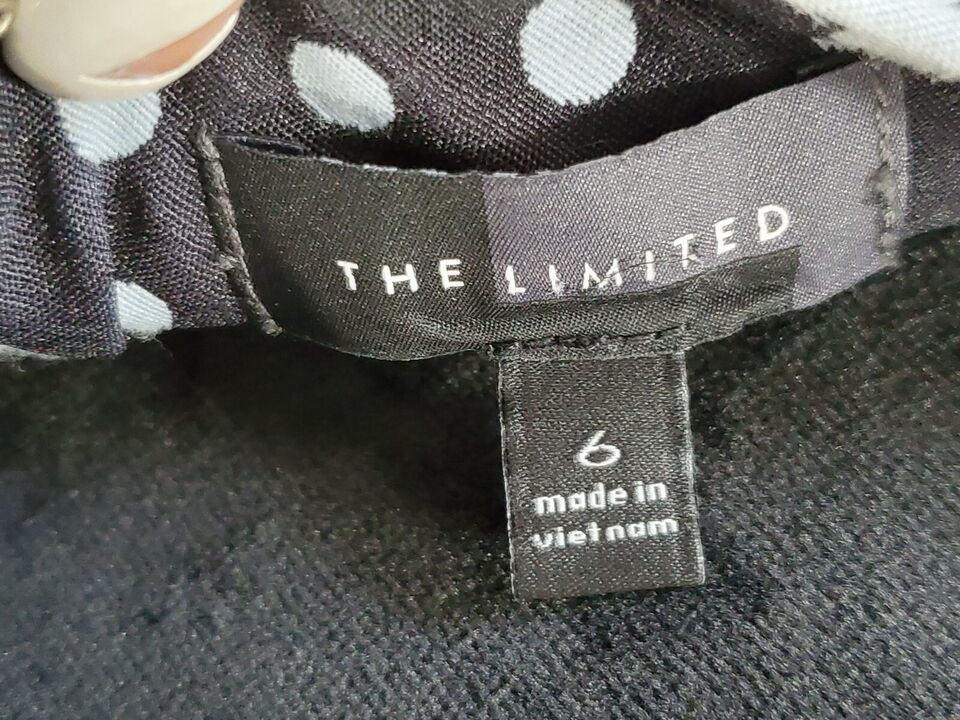 THE LIMITED
6
made in
vietnam